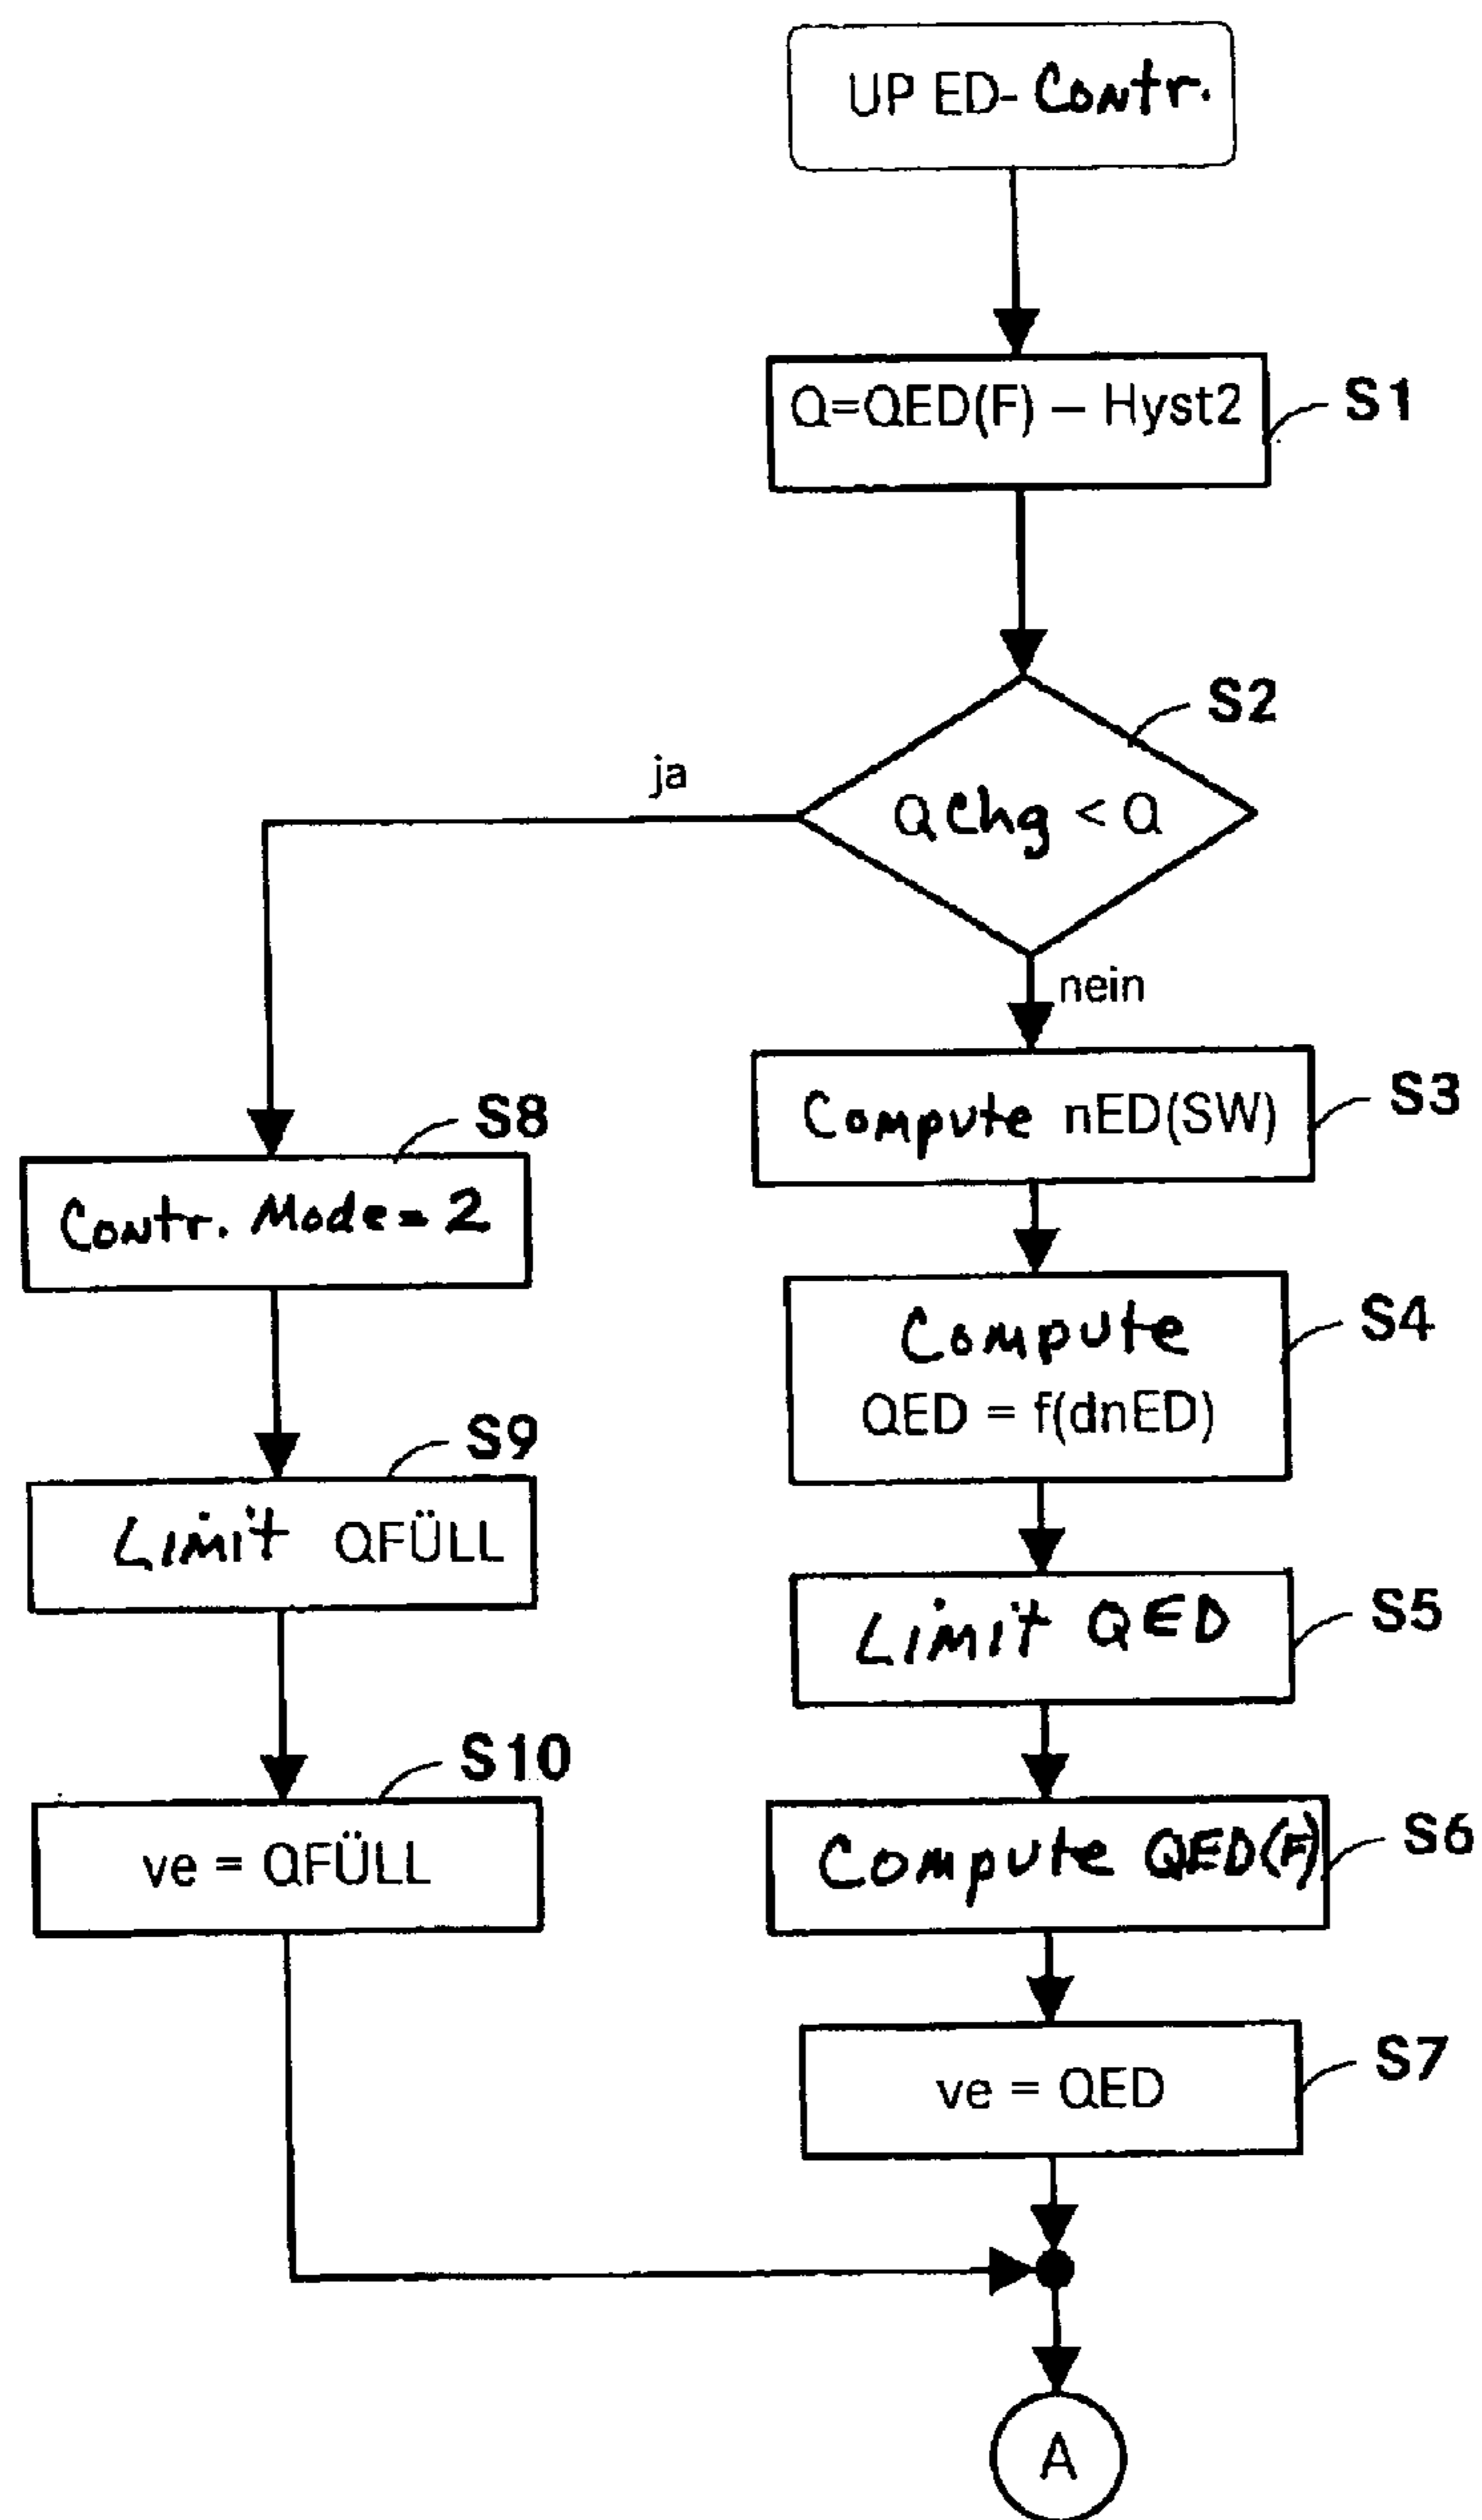 UP ED-Contr.
Q=QED(F) – Hyst2
S1
S2
ja
Q Chg < Q
nein
Compute nED(SW)
S3
Compute
QED = f(dnED)
S4
Limit QED
S5
Compute QED(F)
S6
ve = QED
S7
S8
Contr. Mode = 2
S9
Limit QFÜLL
S10
ve = QFÜLL
A